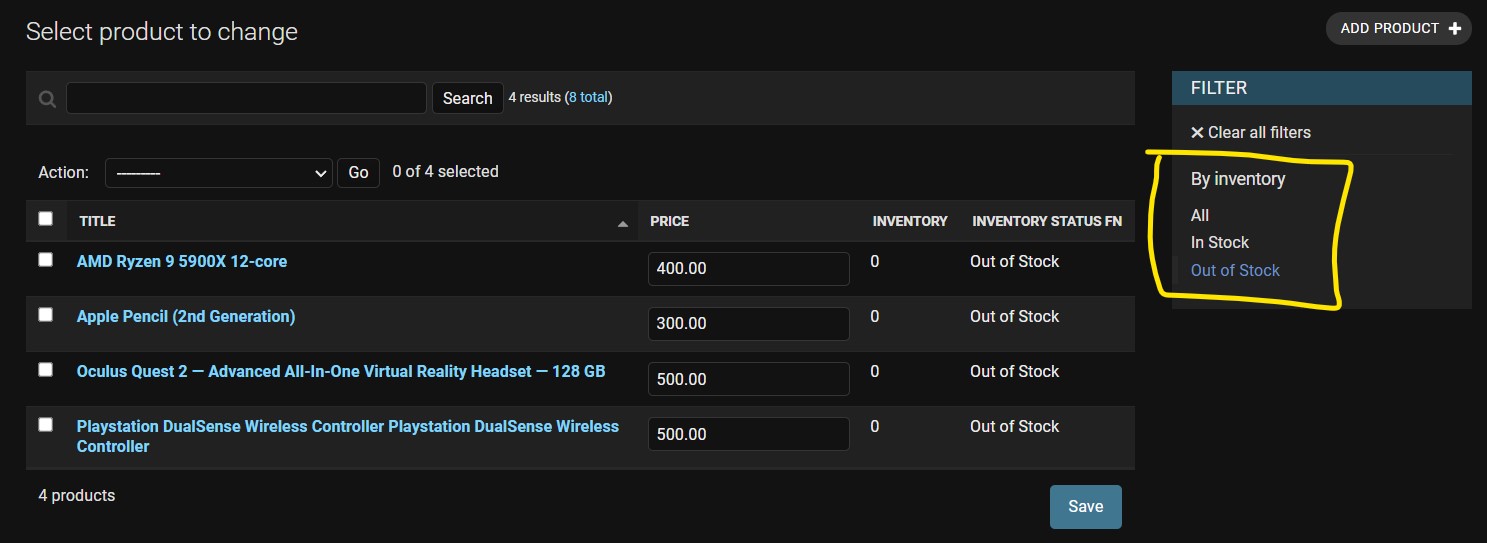 Select product to change
ADD PRODUCT +
Search 4 results (8 total)
FILTER
Clear all filters
Action: --------- Go 0 of 4 selected
By inventory
All
In Stock
Out of Stock
TITLE PRICE INVENTORY INVENTORY STATUS FN
AMD Ryzen 9 5900X 12-core 400.00 0 Out of Stock
Apple Pencil (2nd Generation) 300.00 0 Out of Stock
Oculus Quest 2 — Advanced All-In-One Virtual Reality Headset — 128 GB 500.00 0 Out of Stock
Playstation DualSense Wireless Controller Playstation DualSense Wireless 500.00 0 Out of Stock
Controller
4 products
Save